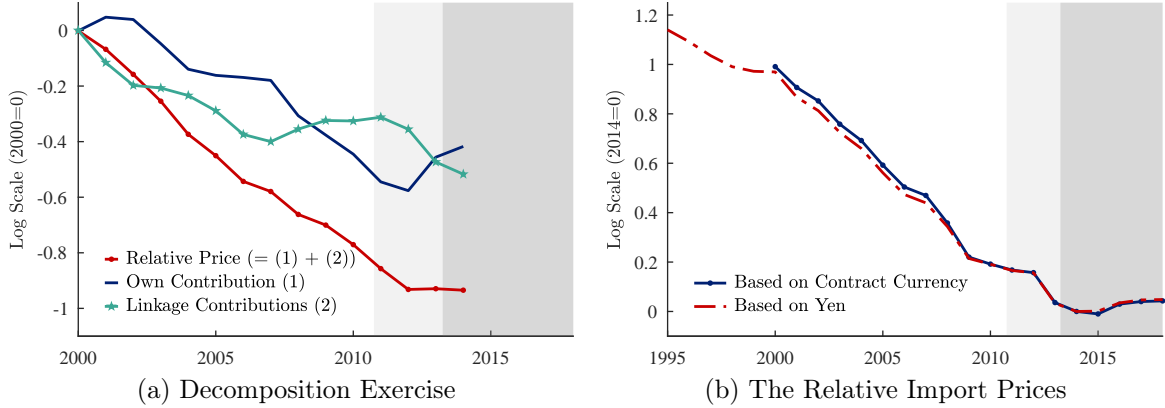 Log Scale (2000=0)
0
-0.2
-0.4
-0.6
-0.8
-1
Relative Price (= (1) + (2))
Own Contribution (1)
Linkage Contributions (2)
2000
2005
2010
2015
(a) Decomposition Exercise
Log Scale (2014=0)
1.2
1
0.8
0.6
0.4
0.2
0
Based on Contract Currency
Based on Yen
1995
2000
2005
2010
2015
(b) The Relative Import Prices